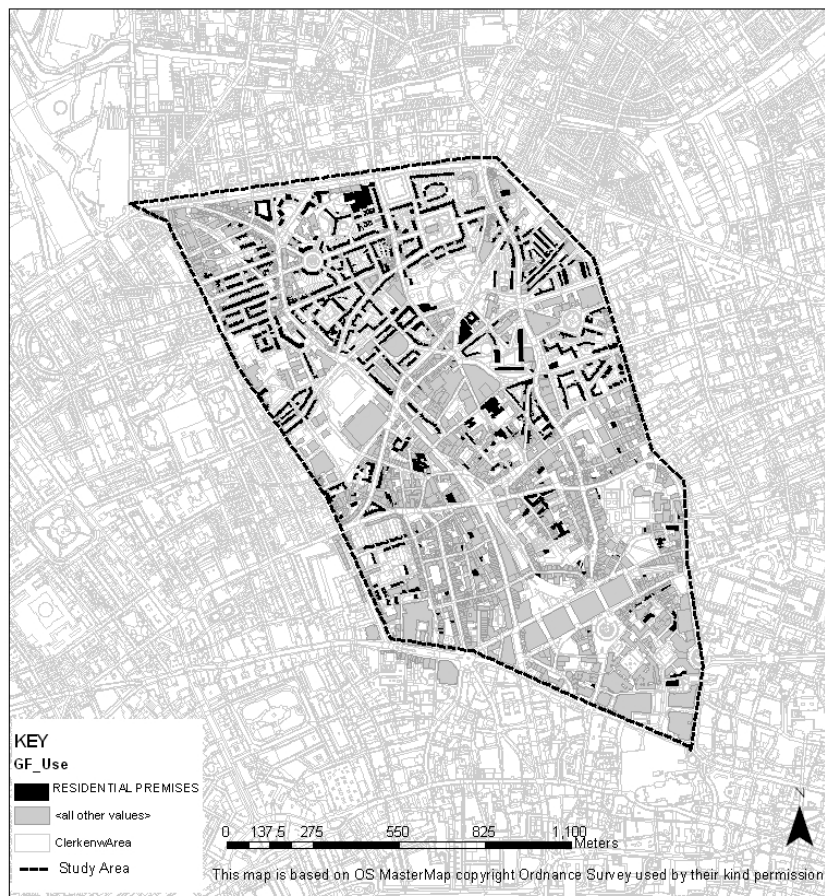 KEY
GF_Use
RESIDENTIAL PREMISES
<all other values>
ClerkenwArea
Study Area
N
0 137.5 275 550 825 1,100
Meters
This map is based on OS MasterMap copyright Ordnance Survey used by their kind permission